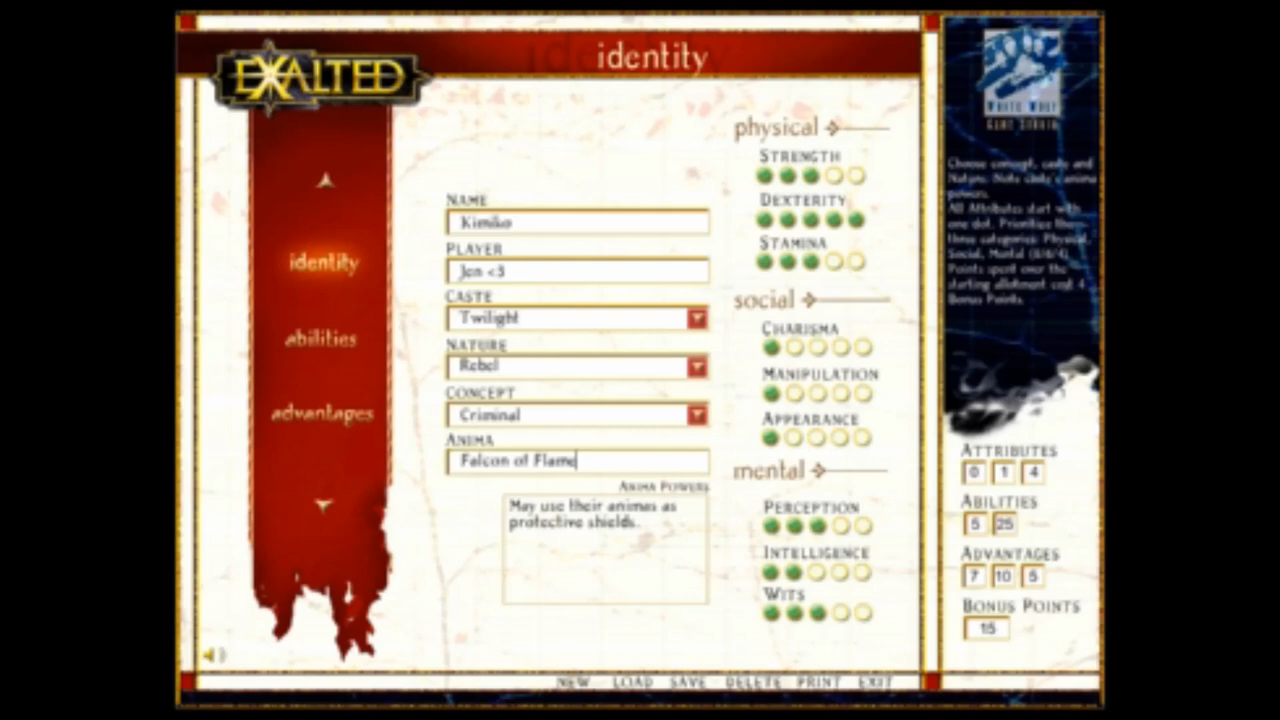 identity
EXALTED
identity
abilities
advantages
NAME
Kimiko
PLAYER
Jen <3
CASTE
Twilight
NATURE
Rebel
CONCEPT
Criminal
ANIMA
Falcon of Flame
ANIMA POWERS
May use their animas as
protective shields.
physical
STRENGTH
DEXTERITY
STAMINA
social
CHARISMA
MANIPULATION
APPEARANCE
mental
PERCEPTION
INTELLIGENCE
WITS
WHITE WOLF
GAME STUDIO
Choose concept, caste and
Nature. Note caste's anima
powers.
All Attributes start with
one dot. Prioritize the
three categories: Physical,
Social, Mental (8/6/4)
Points spent over the
starting allotment cost 4
Bonus Points.
ATTRIBUTES
0 1 4
ABILITIES
5 25
ADVANTAGES
7 10 5
BONUS POINTS
15
NEW LOAD SAVE DELETE PRINT EXIT